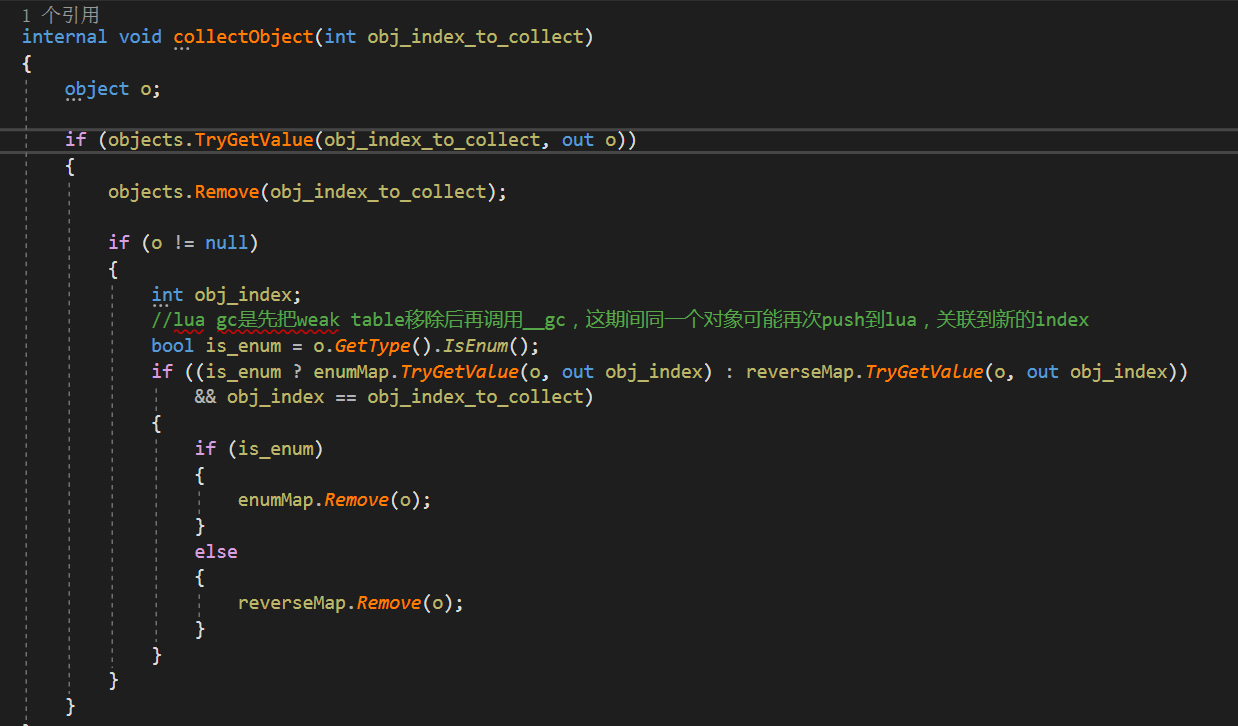 1 个引用
internal void collectObject(int obj_index_to_collect)
{
    object o;
    if (objects.TryGetValue(obj_index_to_collect, out o))
    {
        objects.Remove(obj_index_to_collect);
        if (o != null)
        {
            int obj_index;
            //lua gc是先把weak table移除后再调用__gc，这期间同一个对象可能再次push到lua，关联到新的index
            bool is_enum = o.GetType().IsEnum();
            if ((is_enum ? enumMap.TryGetValue(o, out obj_index) : reverseMap.TryGetValue(o, out obj_index))
                && obj_index == obj_index_to_collect)
            {
                if (is_enum)
                {
                    enumMap.Remove(o);
                }
                else
                {
                    reverseMap.Remove(o);
                }
            }
        }
    }